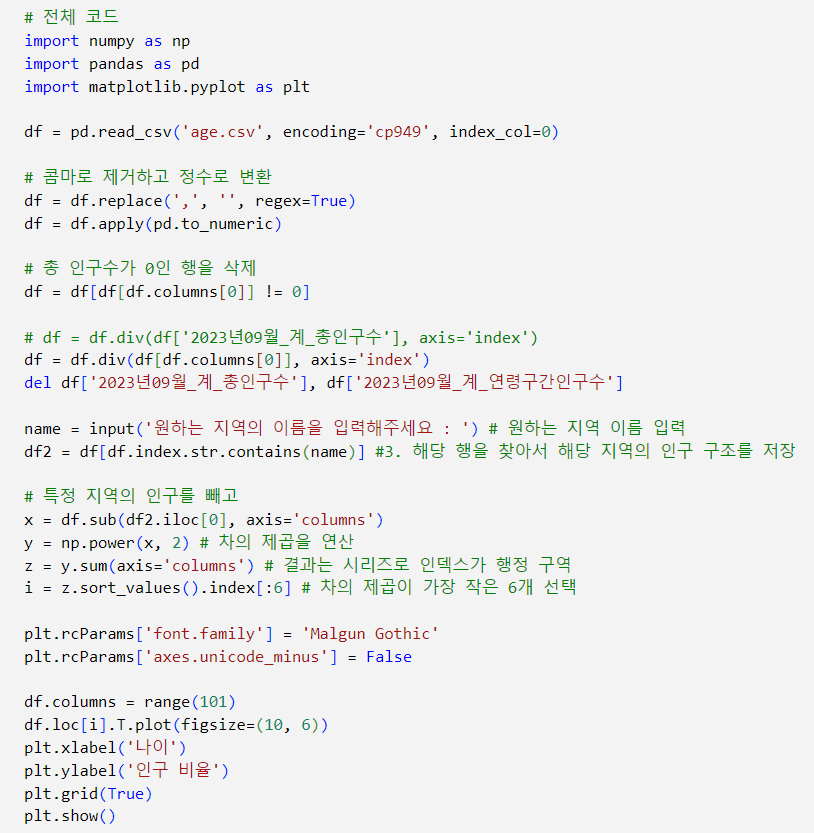 # 전체 코드
import numpy as np
import pandas as pd
import matplotlib.pyplot as plt
df = pd.read_csv('age.csv', encoding='cp949', index_col=0)
# 콤마로 제거하고 정수로 변환
df = df.replace(',', '', regex=True)
df = df.apply(pd.to_numeric)
# 총 인구수가 0인 행을 삭제
df = df[df[df.columns[0]] != 0]
# df = df.div(df['2023년09월_계_총인구수'], axis='index')
df = df.div(df[df.columns[0]], axis='index')
del df['2023년09월_계_총인구수'], df['2023년09월_계_연령구간인구수']
name = input('원하는 지역의 이름을 입력해주세요 : ') # 원하는 지역 이름 입력
df2 = df[df.index.str.contains(name)] #3. 해당 행을 찾아서 해당 지역의 인구 구조를 저장
# 특정 지역의 인구를 빼고
x = df.sub(df2.iloc[0], axis='columns')
y = np.power(x, 2) # 차의 제곱을 연산
z = y.sum(axis='columns') # 결과는 시리즈로 인덱스가 행정 구역
i = z.sort_values().index[:6] # 차의 제곱이 가장 작은 6개 선택
plt.rcParams['font.family'] = 'Malgun Gothic'
plt.rcParams['axes.unicode_minus'] = False
df.columns = range(101)
df.loc[i].T.plot(figsize=(10, 6))
plt.xlabel('나이')
plt.ylabel('인구 비율')
plt.grid(True)
plt.show()